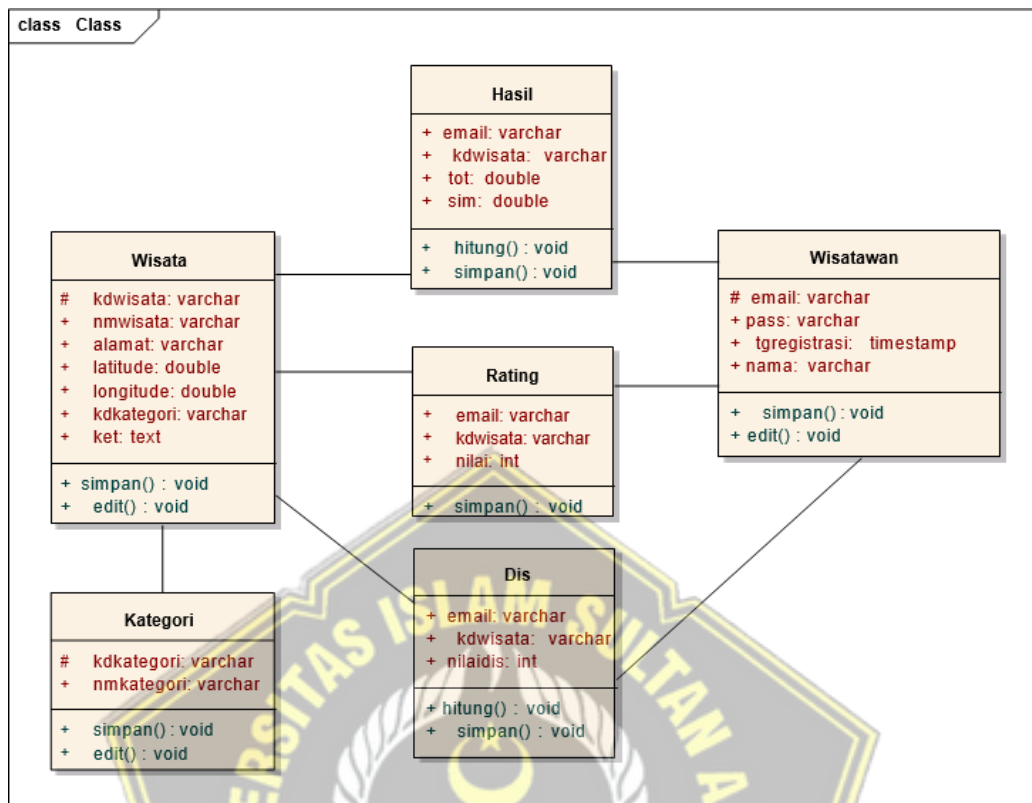 class Class
Hasil
+ email: varchar
+ kdwisata: varchar
+ tot: double
+ sim: double
+ hitung() : void
+ simpan() : void
Wisata
# kdwisata: varchar
+ nmwisata: varchar
+ alamat: varchar
+ latitude: double
+ longitude: double
+ kdkategori: varchar
+ ket: text
+ simpan() : void
+ edit() : void
Wisatawan
# email: varchar
+ pass: varchar
+ tgregistrasi: timestamp
+ nama: varchar
+ simpan() : void
+ edit() : void
Rating
+ email: varchar
+ kdwisata: varchar
+ nilai: int
+ simpan() : void
Kategori
# kdkategori: varchar
+ nmkategori: varchar
+ simpan() : void
+ edit() : void
Dis
+ email: varchar
+ kdwisata: varchar
+ nilaidis: int
+ hitung() : void
+ simpan() : void
ISLAM SULTAN A